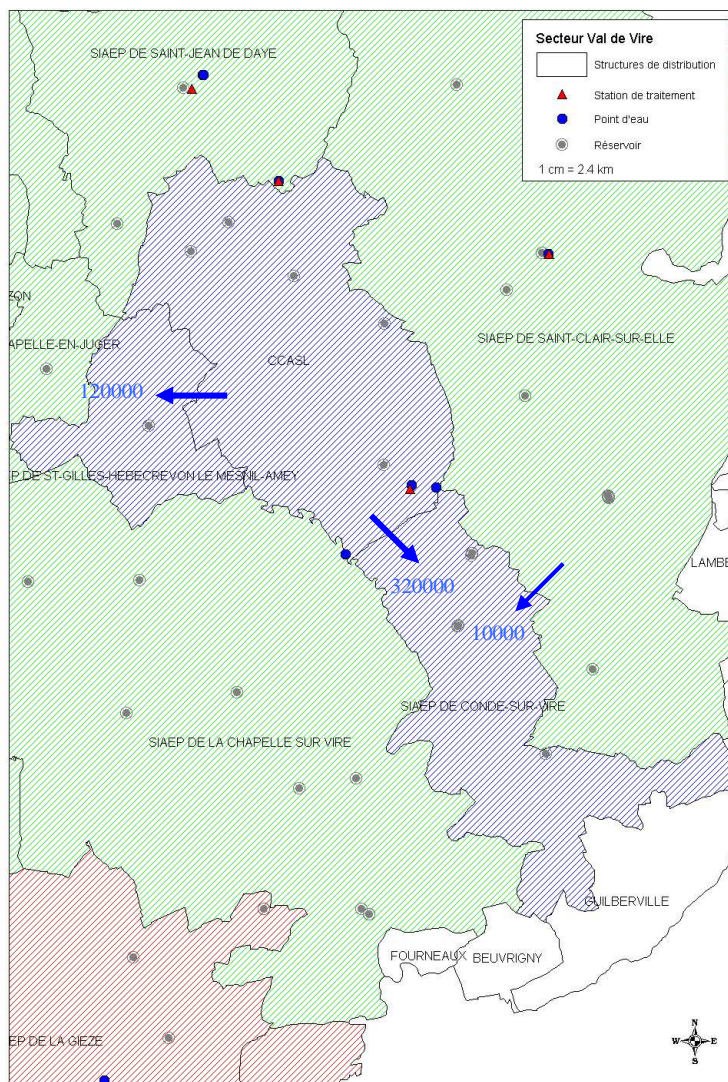 SIAEP DE SAINT-JEAN DE DAYE
Secteur Val de Vire
Structures de distribution
Station de traitement
Point d'eau
Réservoir
1 cm = 2.4 km
ZON
APELLE-EN-JUGER
SIAEP DE SAINT-CLAIR-SUR-ELLE
CCASL
120000
EP DE ST-GILLES-HEBECREVON LE MESNIL-AMEY
LAMBE
320000
10000
SIAEP DE CONDE-SUR-VIRE
SIAEP DE LA CHAPELLE SUR VIRE
GUILBERVILLE
FOURNEAUX
BEUVRIGNY
EP DE LA GIEZE
N
W E
S